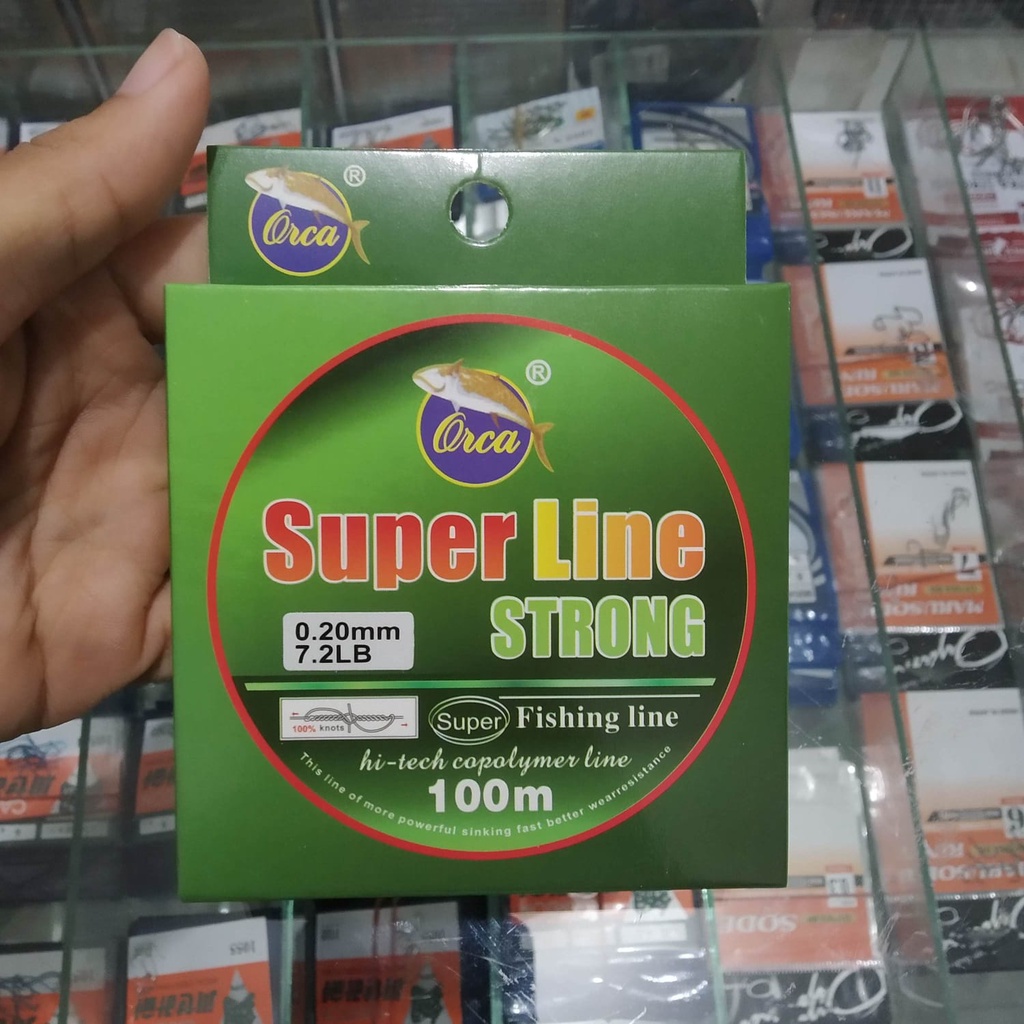 Orca ®
Orca ®
Super Line
STRONG
0.20mm
7.2LB
100% knots
Super Fishing line
hi-tech copolymer line
100m
This line of more powerful sinking fast better wearresistance